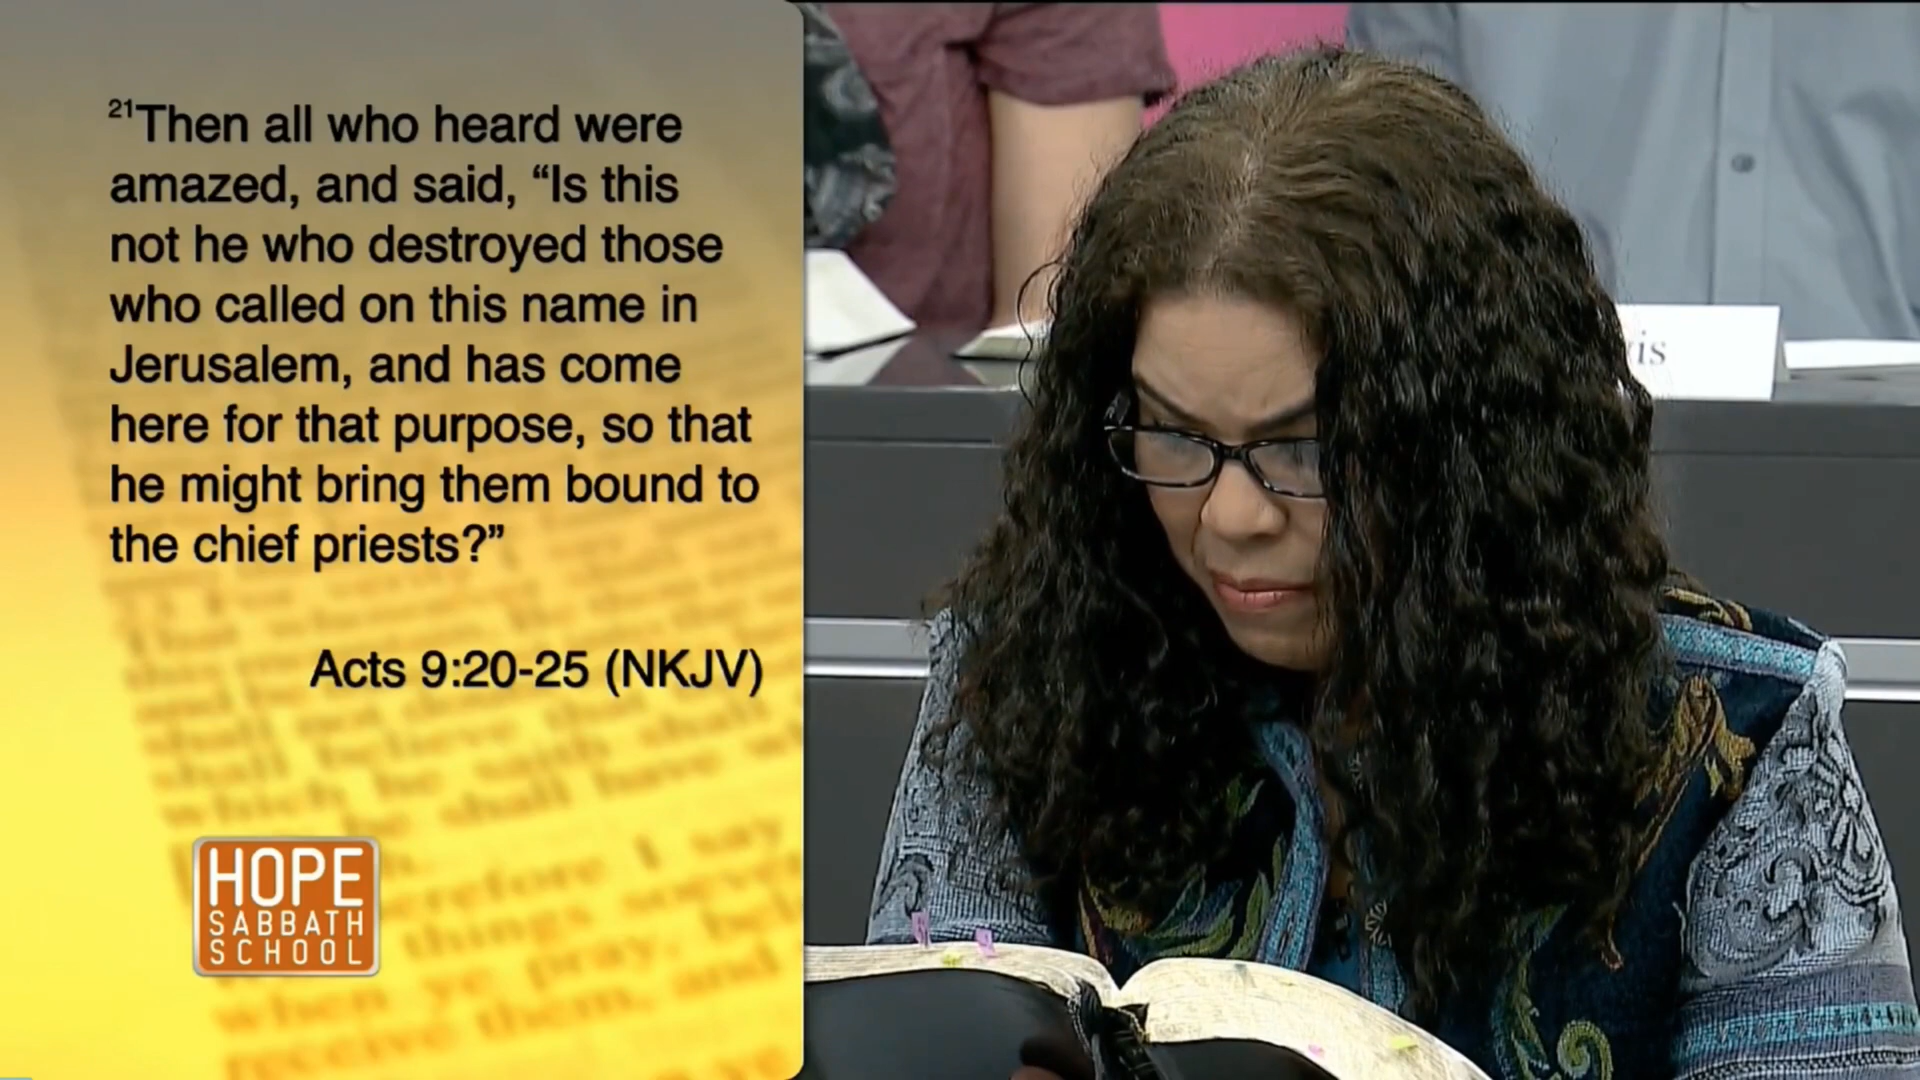 ²¹Then all who heard were
amazed, and said, “Is this
not he who destroyed those
who called on this name in
Jerusalem, and has come
here for that purpose, so that
he might bring them bound to
the chief priests?”
Acts 9:20-25 (NKJV)
HOPE
SABBATH
SCHOOL